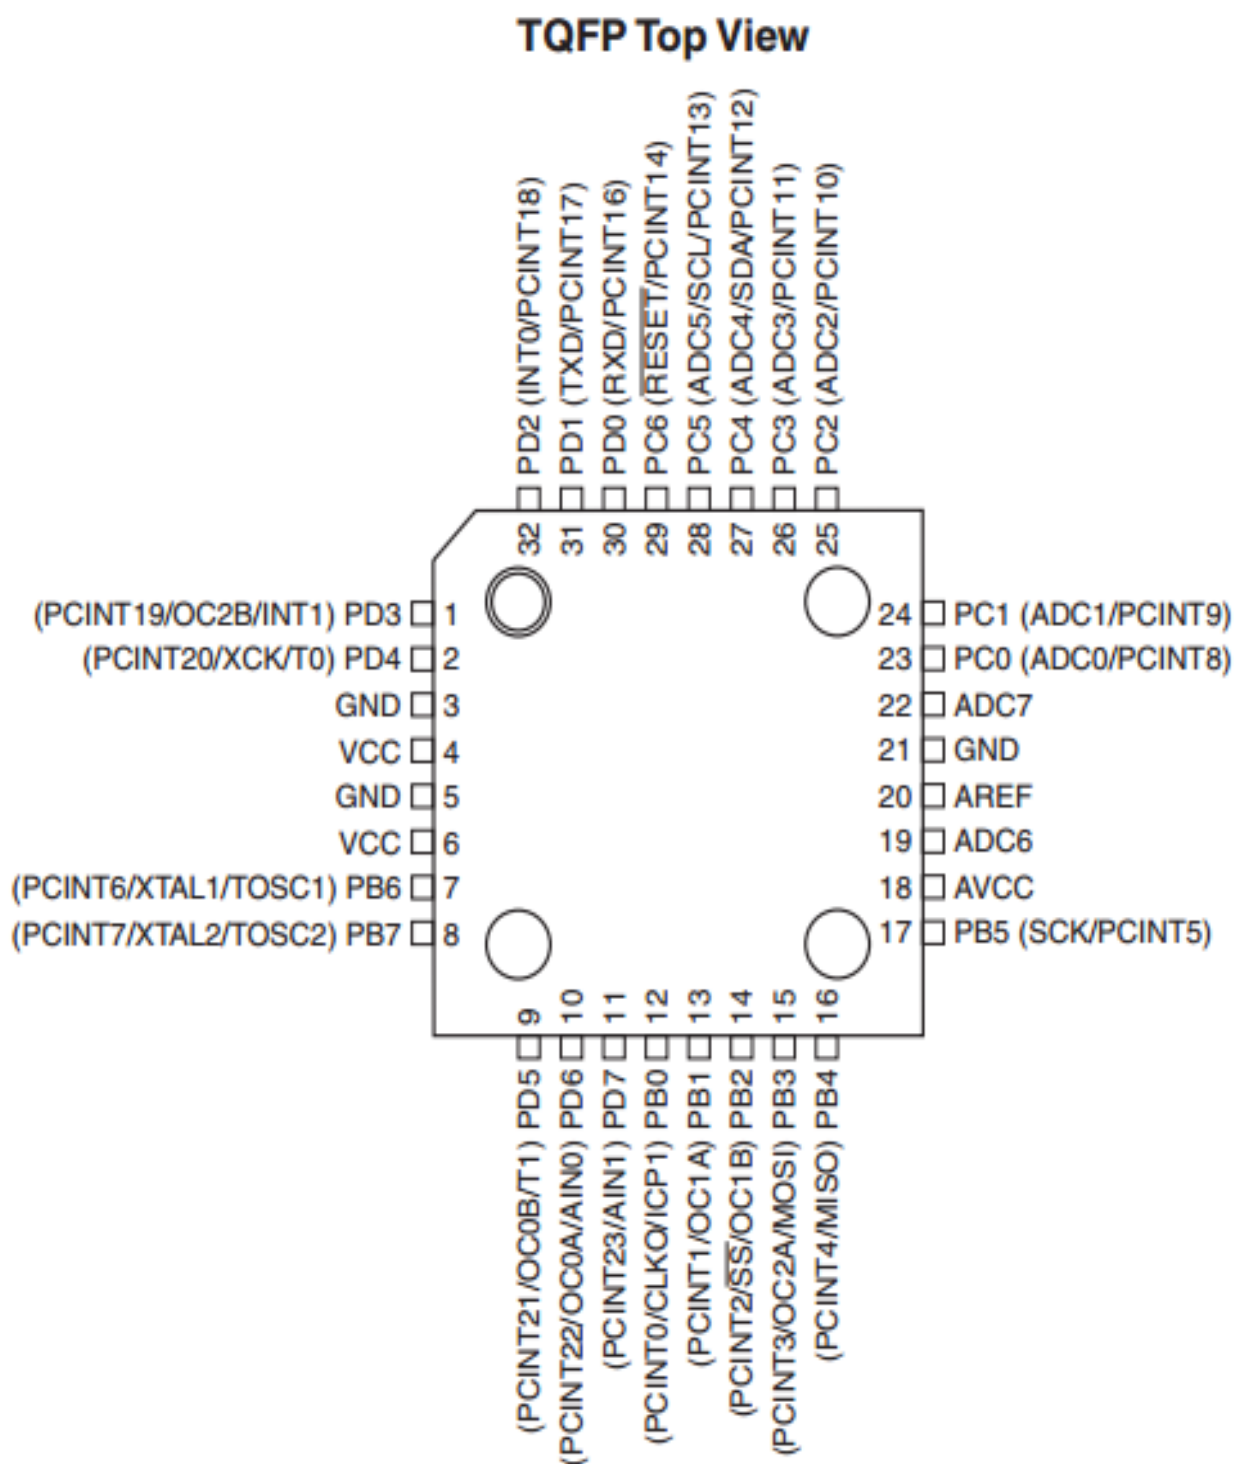 TQFP Top View
PD2 (INT0/PCINT18)
PD1 (TXD/PCINT17)
PD0 (RXD/PCINT16)
PC6 (RESET/PCINT14)
PC5 (ADC5/SCL/PCINT13)
PC4 (ADC4/SDA/PCINT12)
PC3 (ADC3/PCINT11)
PC2 (ADC2/PCINT10)
32 31 30 29 28 27 26 25
(PCINT19/OC2B/INT1) PD3 1
(PCINT20/XCK/T0) PD4 2
GND 3
VCC 4
GND 5
VCC 6
(PCINT6/XTAL1/TOSC1) PB6 7
(PCINT7/XTAL2/TOSC2) PB7 8
24 PC1 (ADC1/PCINT9)
23 PC0 (ADC0/PCINT8)
22 ADC7
21 GND
20 AREF
19 ADC6
18 AVCC
17 PB5 (SCK/PCINT5)
9 10 11 12 13 14 15 16
(PCINT21/OC0B/T1) PD5
(PCINT22/OC0A/AIN0) PD6
(PCINT23/AIN1) PD7
(PCINT0/CLKO/ICP1) PB0
(PCINT1/OC1A) PB1
(PCINT2/SS/OC1B) PB2
(PCINT3/OC2A/MOSI) PB3
(PCINT4/MISO) PB4